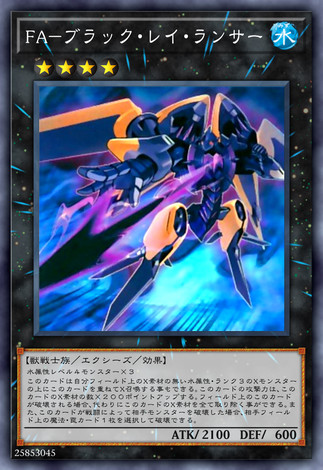 FA－ブラック・レイ・ランサー
水
【獣戦士族／エクシーズ／効果】
水属性レベル４モンスター×３
このカードは自分フィールド上のX素材の無い水属性・ランク３のXモンスター
の上にこのカードを重ねてX召喚する事もできる。このカードの攻撃力は、このカー
ドのX素材の数×２００ポイントアップする。フィールド上のこのカード
が破壊される場合、代わりにこのカードのX素材を全て取り除く事ができる。ま
た、このカードが戦闘によって相手モンスターを破壊した場合、相手フィール
ド上の魔法・罠カード１枚を選択して破壊できる。
ATK/ 2100 DEF/ 600
25853045